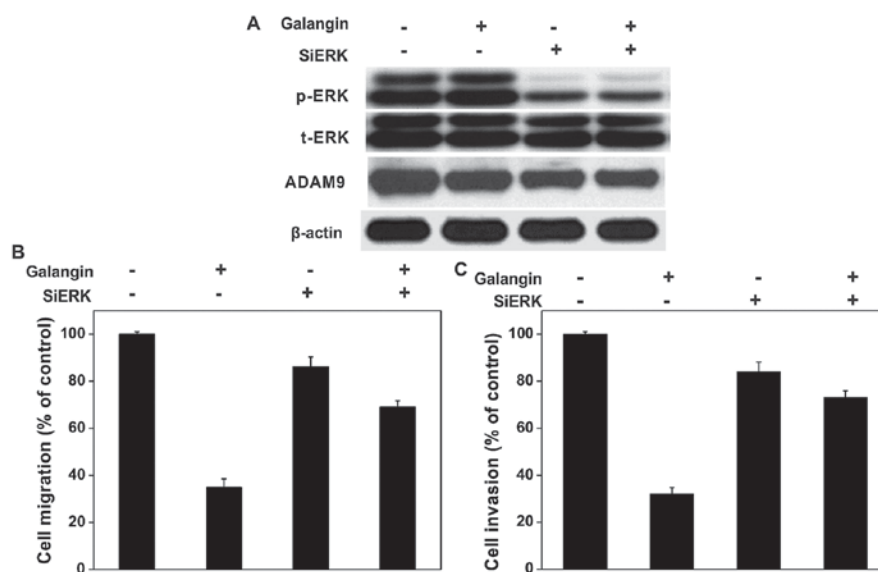 A
Galangin - + - +
SiERK - - + +
p-ERK
t-ERK
ADAM9
β-actin
B
Galangin - + - +
SiERK - - + +
Cell migration (% of control)
100
80
60
40
20
0
C
Galangin - + - +
SiERK - - + +
Cell invasion (% of control)
100
80
60
40
20
0